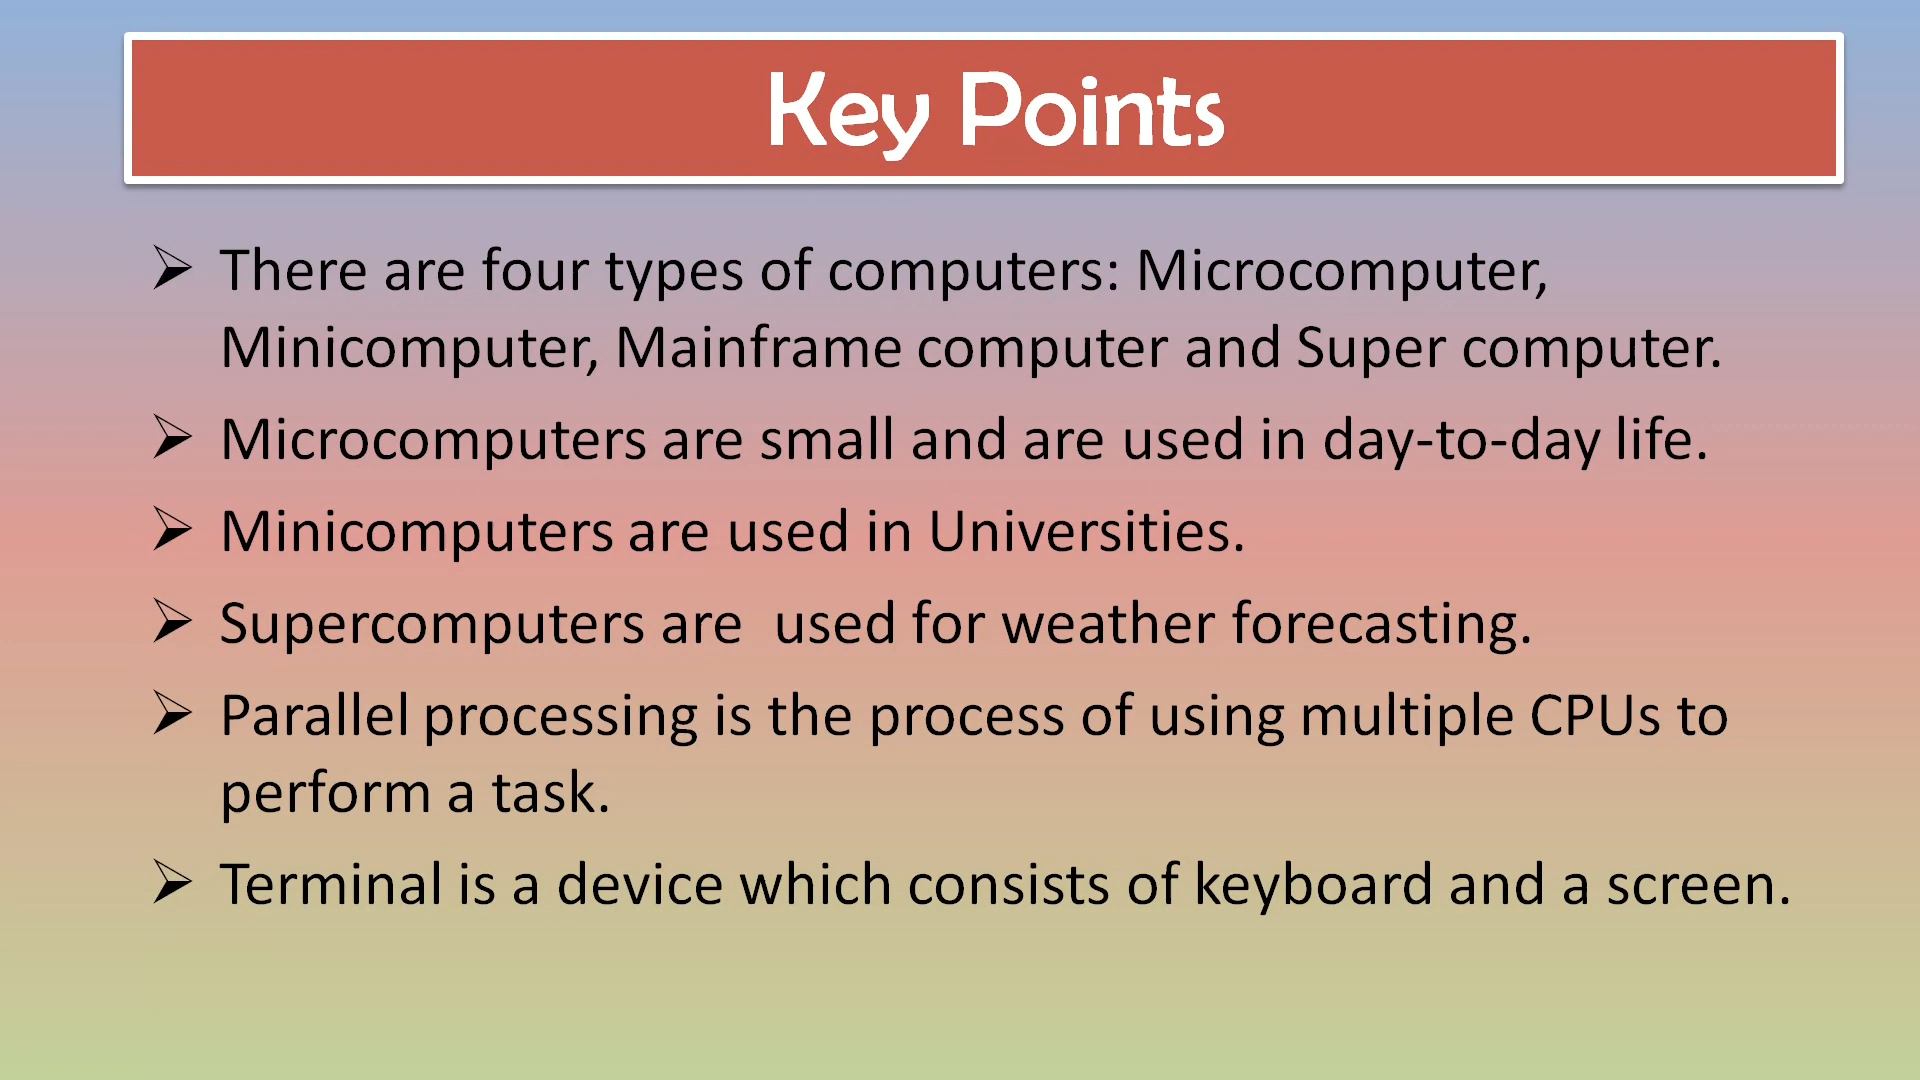 Key Points
➢ There are four types of computers: Microcomputer,
Minicomputer, Mainframe computer and Super computer.
➢ Microcomputers are small and are used in day-to-day life.
➢ Minicomputers are used in Universities.
➢ Supercomputers are  used for weather forecasting.
➢ Parallel processing is the process of using multiple CPUs to
perform a task.
➢ Terminal is a device which consists of keyboard and a screen.